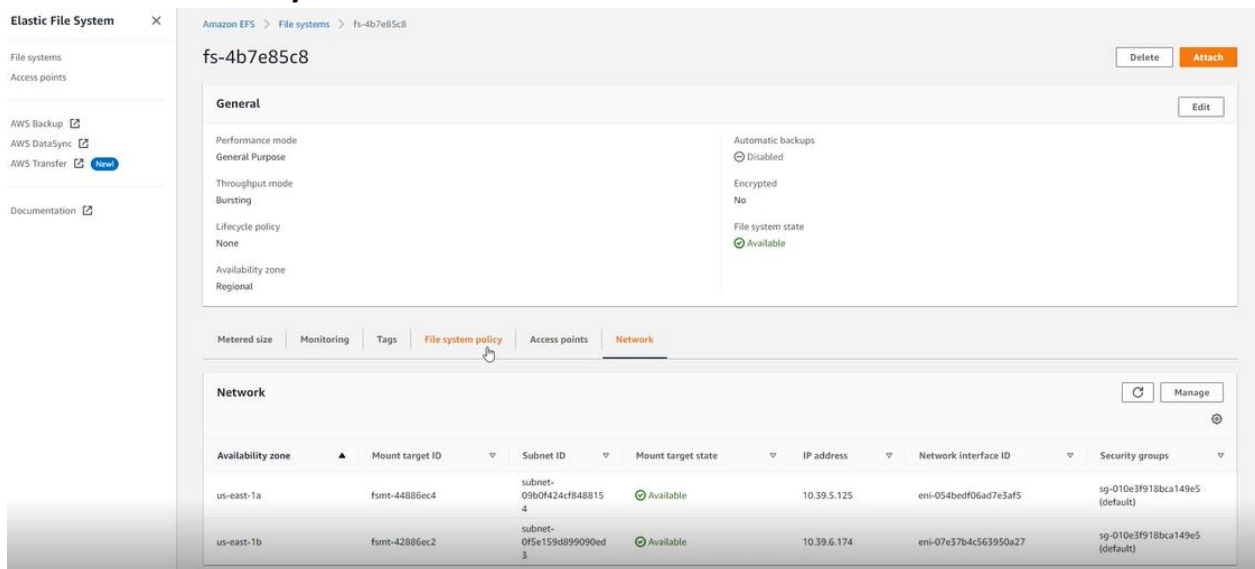 Elastic File System
Amazon EFS > File systems > fs-4b7e85c8
File systems
Access points
AWS Backup
AWS DataSync
AWS Transfer New!
Documentation
fs-4b7e85c8
Delete
Attach
General
Edit
Performance mode
General Purpose
Throughput mode
Bursting
Lifecycle policy
None
Availability zone
Regional
Automatic backups
Disabled
Encrypted
No
File system state
Available
Metered size Monitoring Tags File system policy Access points Network
Network
Manage
Availability zone Mount target ID Subnet ID Mount target state IP address Network interface ID Security groups
us-east-1a fsmt-44886ec4 subnet-09b0f424cf8488154 Available 10.39.5.125 eni-054bedf06ad7e3af5 sg-010e3f918bca149e5 (default)
us-east-1b fsmt-42886ec2 subnet-0f5e159d899090ed3 Available 10.39.6.174 eni-07e37b4c563950a27 sg-010e3f918bca149e5 (default)